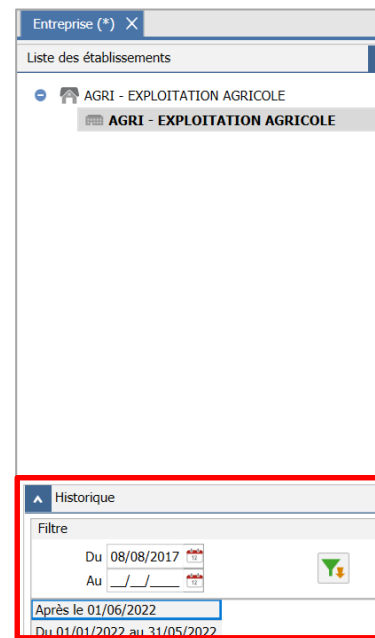 Entreprise (*) X
Liste des établissements
AGRI - EXPLOITATION AGRICOLE
AGRI - EXPLOITATION AGRICOLE
Historique
Filtre
Du 08/08/2017
Au __/__/____
Après le 01/06/2022
Du 01/01/2022 au 31/05/2022